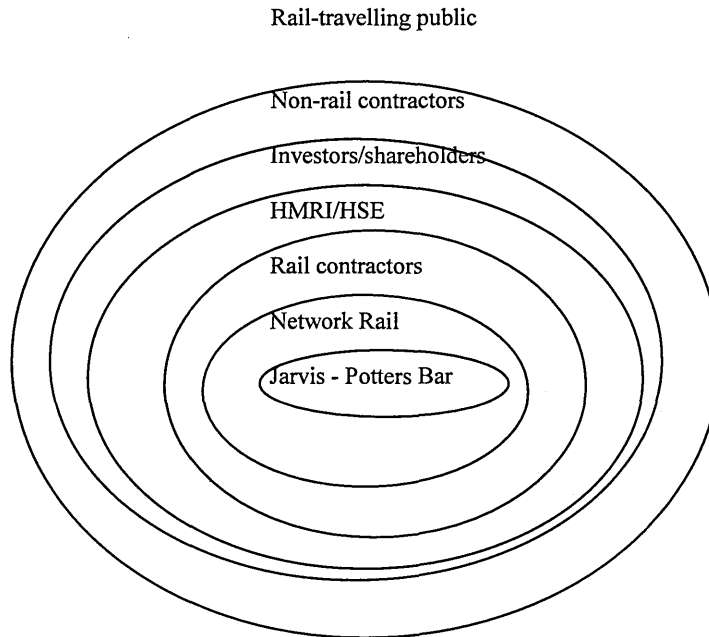 Rail-travelling public
Non-rail contractors
Investors/shareholders
HMRI/HSE
Rail contractors
Network Rail
Jarvis - Potters Bar